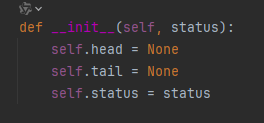 def __init__(self, status):
    self.head = None
    self.tail = None
    self.status = status